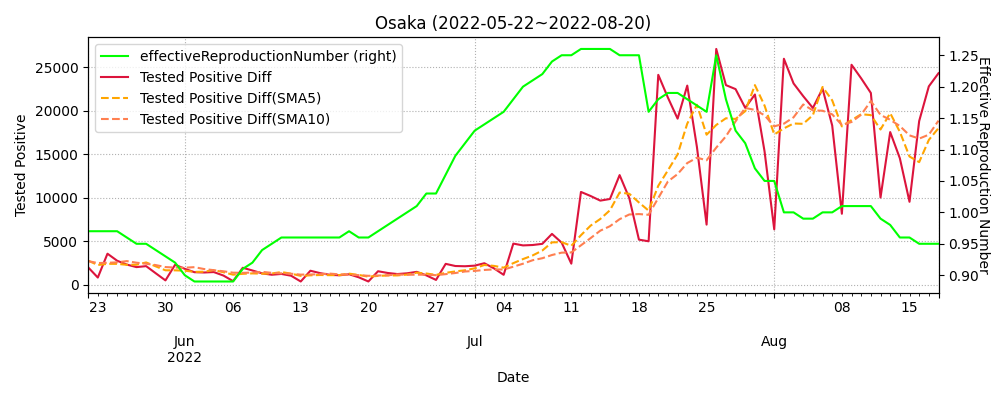 Osaka (2022-05-22~2022-08-20)
effectiveReproductionNumber (right)
Tested Positive Diff
Tested Positive Diff(SMA5)
Tested Positive Diff(SMA10)
Tested Positive
25000
20000
15000
10000
5000
0
1.25
1.20
1.15
1.10
1.05
1.00
0.95
0.90
Effective Reproduction Number
23 30 06 13 20 27 04 11 18 25 08 15
Jun Jul Aug
2022
Date